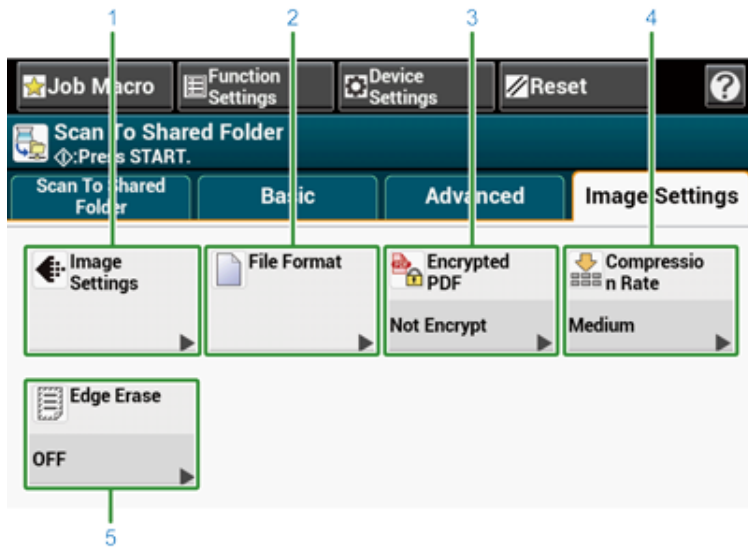 1 2 3 4
Job Macro
Function
Settings
Device
Settings
Reset
?
Scan To Shared Folder
:Press START.
Scan To Shared
Folder
Basic
Advanced
Image Settings
Image
Settings
File Format
Encrypted
PDF
Not Encrypt
Compressio
n Rate
Medium
Edge Erase
OFF
5